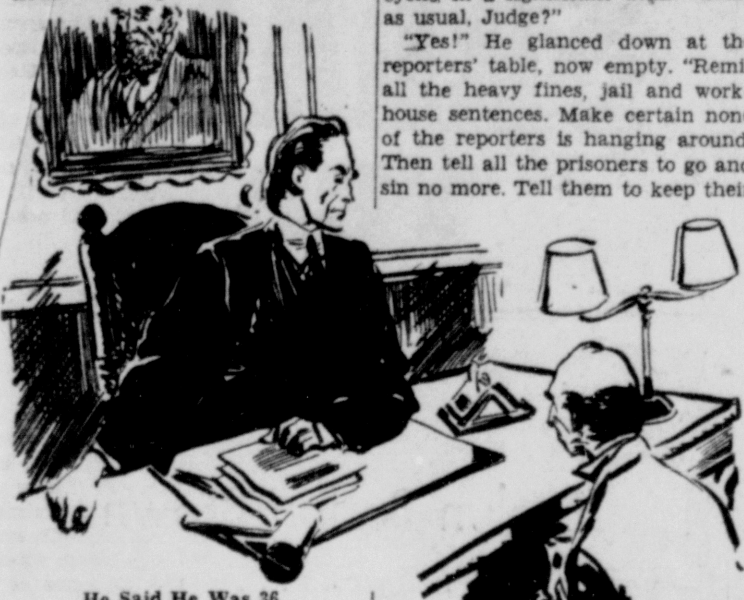 as usual, Judge?"
"Yes!" He glanced down at th
reporters' table, now empty. "Remi
all the heavy fines, jail and work
house sentences. Make certain non
of the reporters is hanging around
Then tell all the prisoners to go and
sin no more. Tell them to keep thei
He Said He Was 26